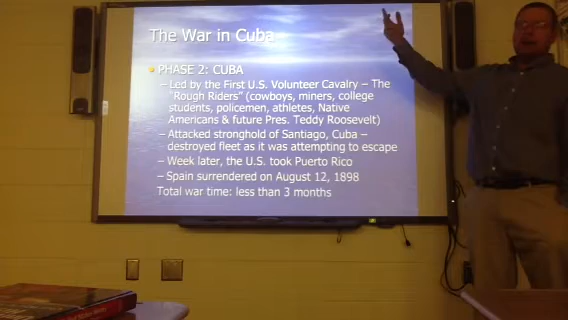 The War in Cuba
PHASE 2: CUBA
– Led by the First U.S. Volunteer Cavalry – The
"Rough Riders" (cowboys, miners, college
students, policemen, athletes, Native
Americans & future Pres. Teddy Roosevelt)
– Attacked stronghold of Santiago, Cuba –
destroyed fleet as it was attempting to escape
– Week later, the U.S. took Puerto Rico
– Spain surrendered on August 12, 1898
Total war time: less than 3 months